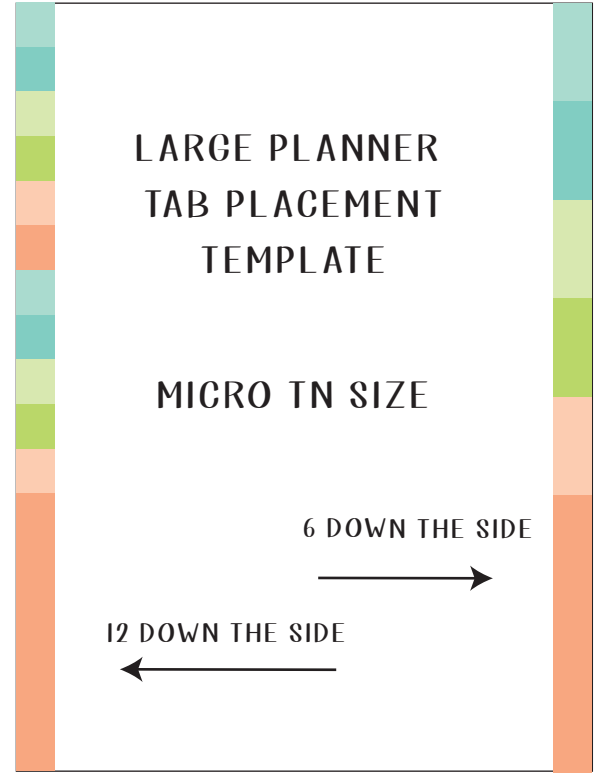 LARGE PLANNER
TAB PLACEMENT
TEMPLATE
MICRO TN SIZE
6 DOWN THE SIDE
12 DOWN THE SIDE